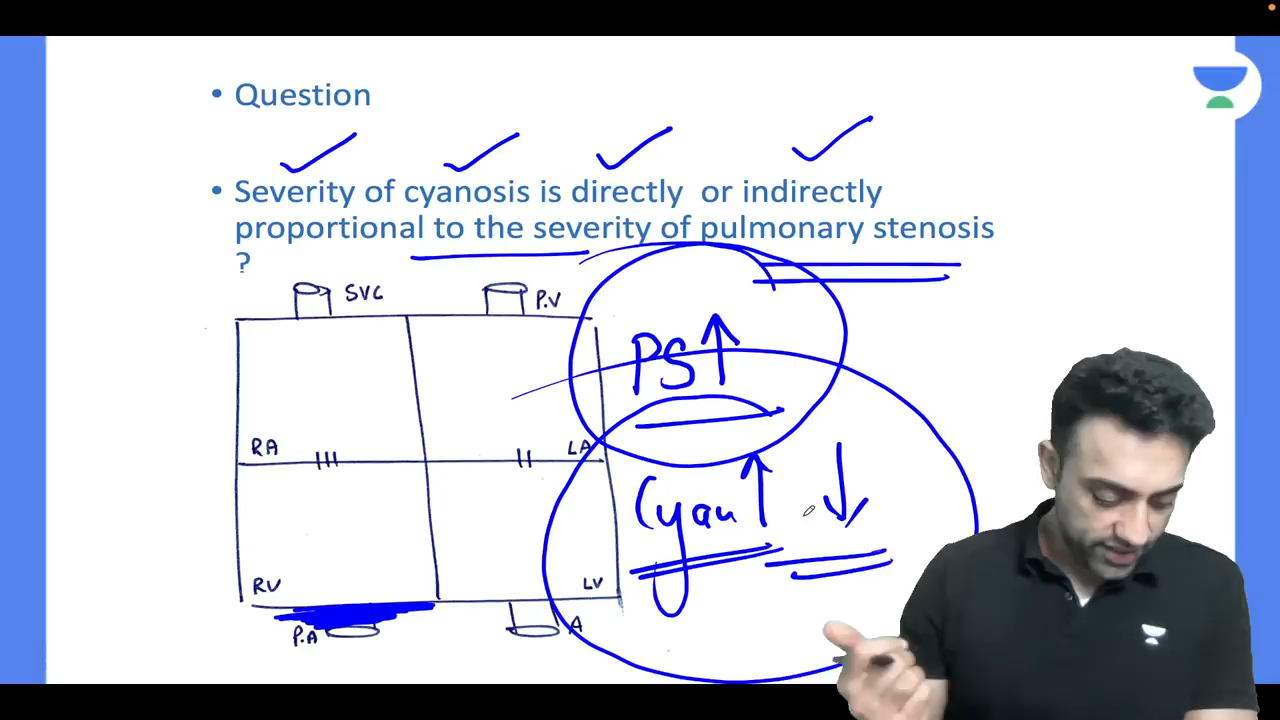 • Question
• Severity of cyanosis is directly or indirectly
proportional to the severity of pulmonary stenosis
?
SVC P.V
PS↑
RA LA
Cyan↑ ↓
RV LV
P.A A